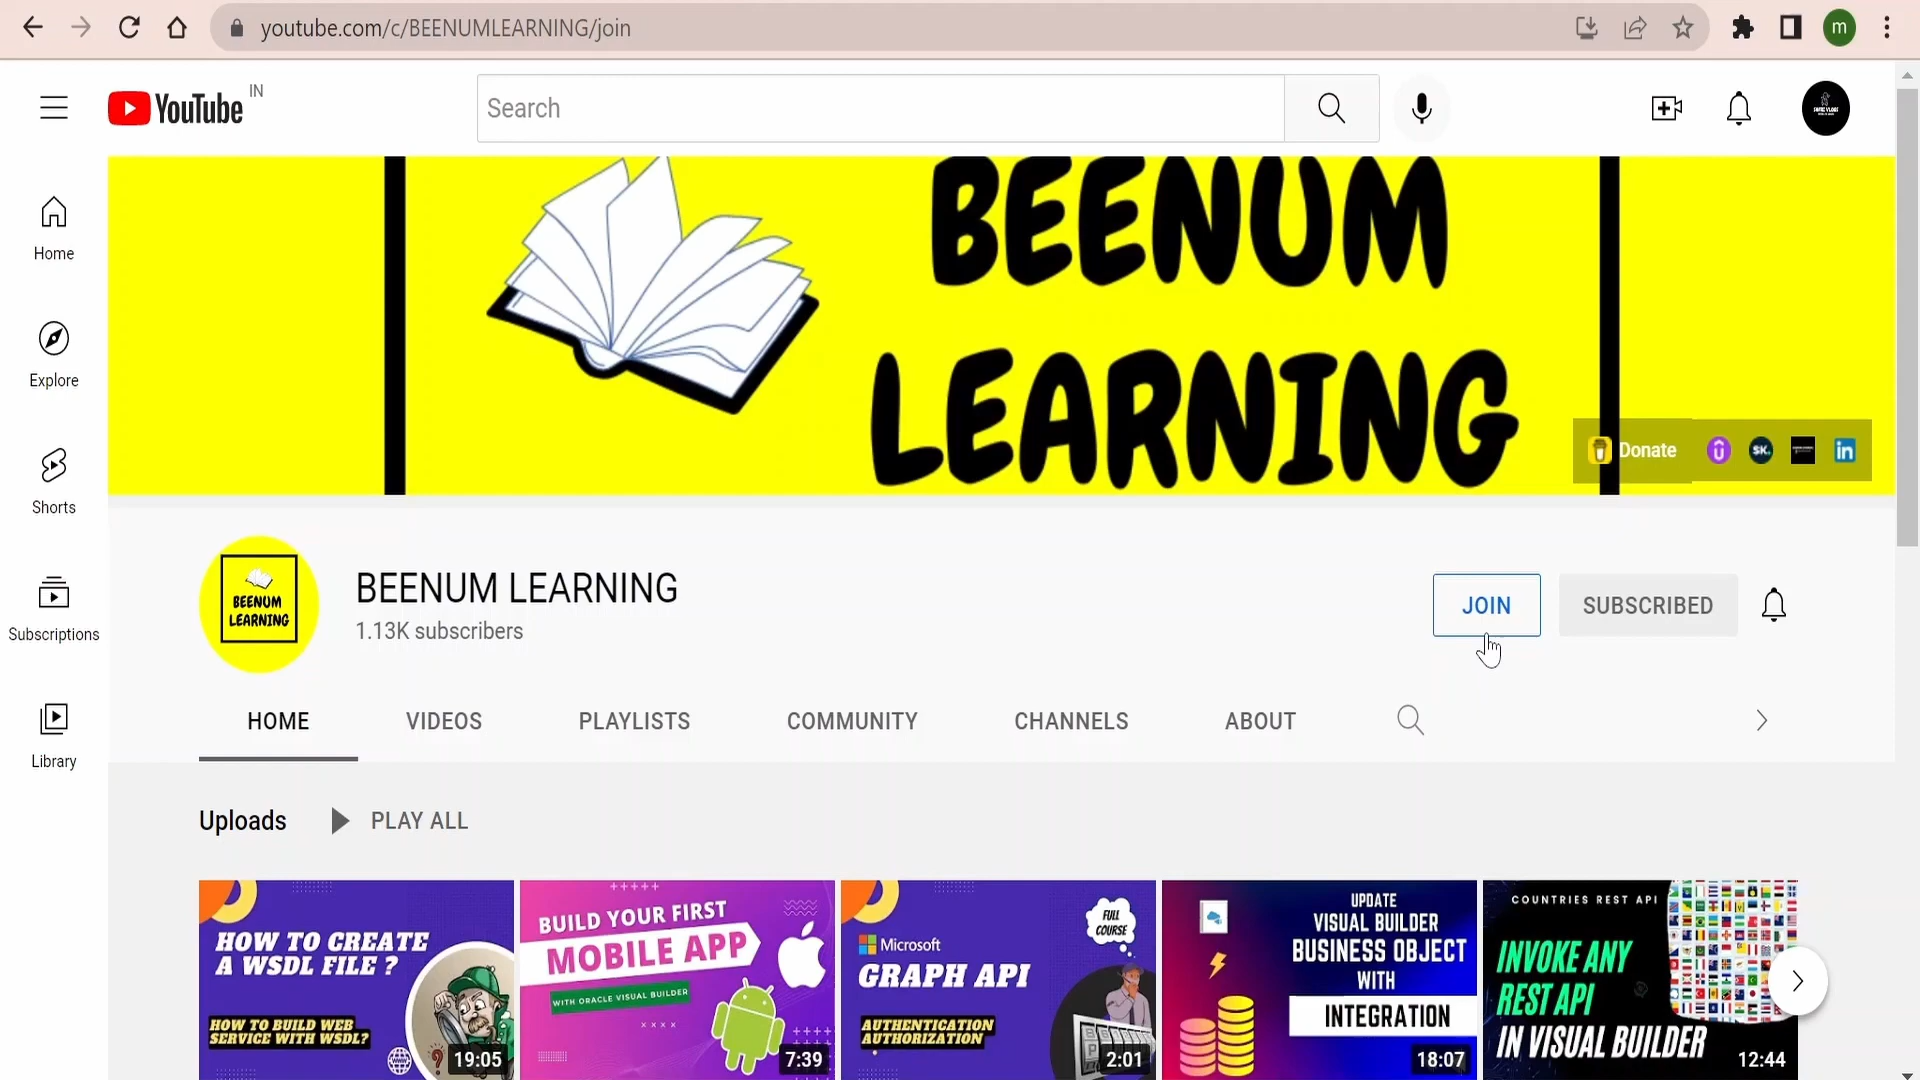 youtube.com/c/BEENUMLEARNING/join
m
YouTube IN
Search
BEENUM
LEARNING
Donate
SK.
in
Home
Explore
Shorts
Subscriptions
Library
BEENUM
LEARNING
BEENUM LEARNING
1.13K subscribers
JOIN
SUBSCRIBED
HOME
VIDEOS
PLAYLISTS
COMMUNITY
CHANNELS
ABOUT
Uploads
PLAY ALL
HOW TO CREATE
A WSDL FILE ?
HOW TO BUILD WEB
SERVICE WITH WSDL?
19:05
BUILD YOUR FIRST
MOBILE APP
WITH ORACLE VISUAL BUILDER
7:39
FULL
COURSE
Microsoft
GRAPH API
AUTHENTICATION
AUTHORIZATION
2:01
UPDATE
VISUAL BUILDER
BUSINESS OBJECT
WITH
INTEGRATION
18:07
COUNTRIES REST API
INVOKE ANY
REST API
IN VISUAL BUILDER
12:44